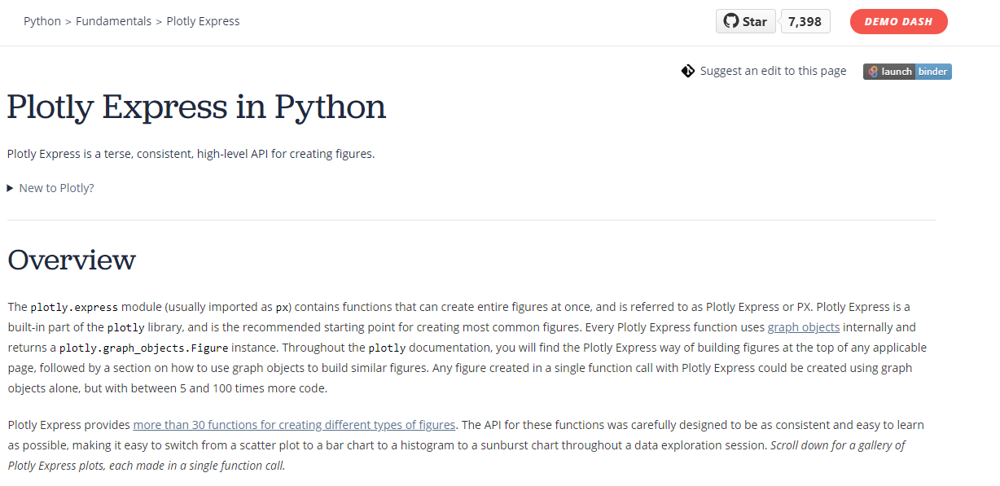 Python > Fundamentals > Plotly Express
Star 7,398
DEMO DASH
Suggest an edit to this page
launch binder
Plotly Express in Python
Plotly Express is a terse, consistent, high-level API for creating figures.
New to Plotly?
Overview
The plotly.express module (usually imported as px) contains functions that can create entire figures at once, and is referred to as Plotly Express or PX. Plotly Express is a
built-in part of the plotly library, and is the recommended starting point for creating most common figures. Every Plotly Express function uses graph objects internally and
returns a plotly.graph_objects.Figure instance. Throughout the plotly documentation, you will find the Plotly Express way of building figures at the top of any applicable
page, followed by a section on how to use graph objects to build similar figures. Any figure created in a single function call with Plotly Express could be created using graph
objects alone, but with between 5 and 100 times more code.
Plotly Express provides more than 30 functions for creating different types of figures. The API for these functions was carefully designed to be as consistent and easy to learn
as possible, making it easy to switch from a scatter plot to a bar chart to a histogram to a sunburst chart throughout a data exploration session. Scroll down for a gallery of
Plotly Express plots, each made in a single function call.